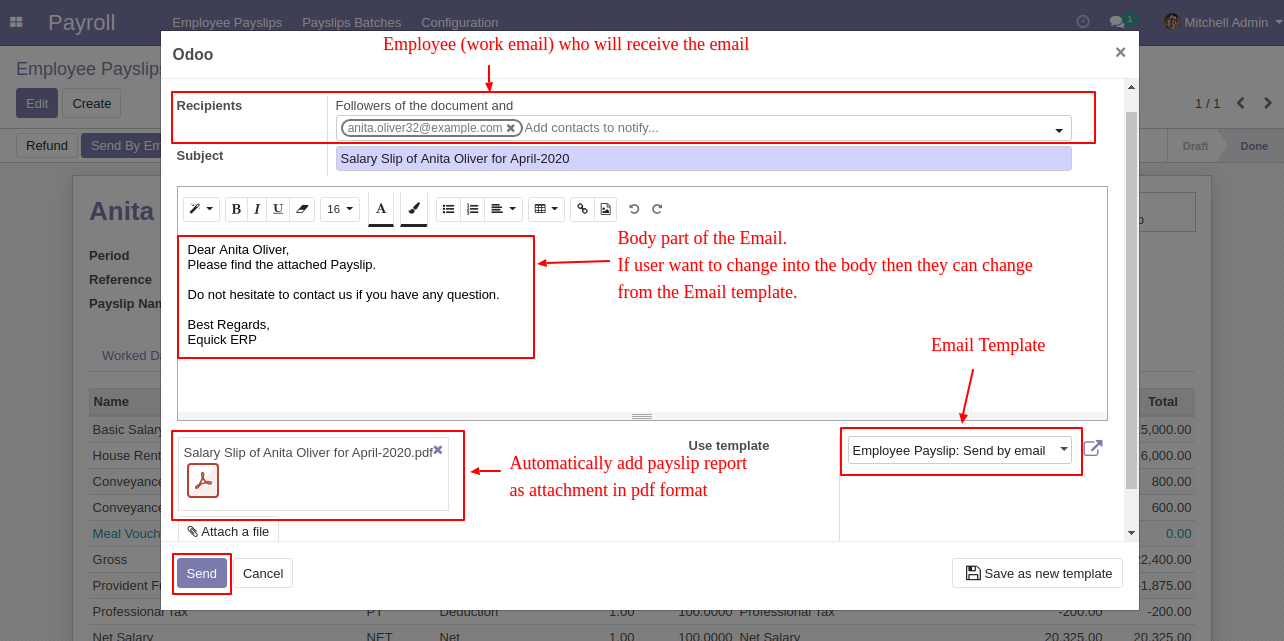 Payroll
Employee Payslips Payslips Batches Configuration
1
Mitchell Admin
Employee (work email) who will receive the email
Odoo
×
Employee Payslips
Edit Create
1 / 1
Refund Send By Em
Draft Done
Recipients
Followers of the document and
anita.oliver32@example.com
Add contacts to notify...
Subject
Salary Slip of Anita Oliver for April-2020
B I U 16 A
Anita
Period
Reference
Payslip Nam
Worked Da
Dear Anita Oliver,
Please find the attached Payslip.
Do not hesitate to contact us if you have any question.
Best Regards,
Equick ERP
Body part of the Email.
If user want to change into the body then they can change
from the Email template.
Email Template
Salary Slip of Anita Oliver for April-2020.pdf
Use template
Employee Payslip: Send by email
Automatically add payslip report
as attachment in pdf format
Attach a file
Send Cancel
Save as new template
Name Total
Basic Salary 5,000.00
House Rent 6,000.00
Conveyance 800.00
Conveyance 600.00
Meal Vouch 0.00
Gross 2,400.00
Provident F -1,875.00
Professional Tax PT Deduction 1.00 100.0000 Professional Tax -200.00 -200.00
Net Salary NET Net 1.00 100.0000 Net Salary 20,325.00 20,325.00